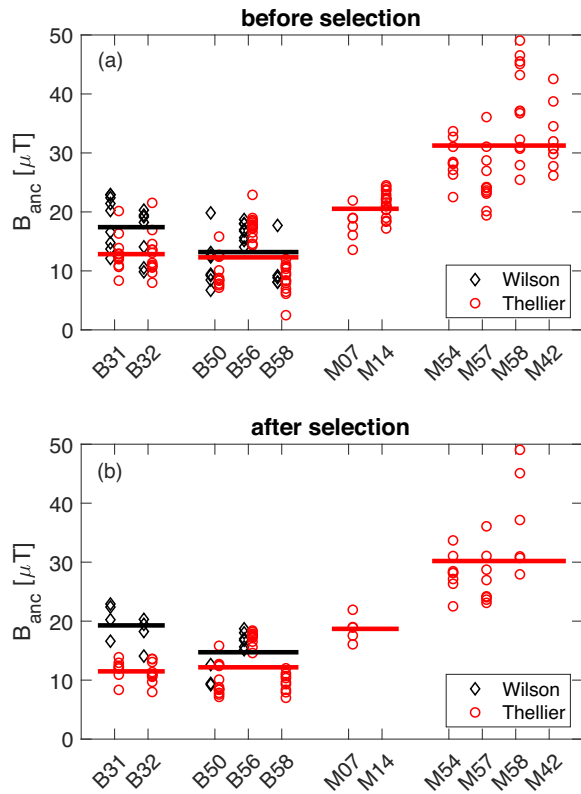 before selection
(a)
50
40
30
20
10
0
B_anc [μT]
Wilson
Thellier
B31 B32 B50 B56 B58 M07 M14 M54 M57 M58 M42
after selection
(b)
50
40
30
20
10
0
B_anc [μT]
Wilson
Thellier
B31 B32 B50 B56 B58 M07 M14 M54 M57 M58 M42